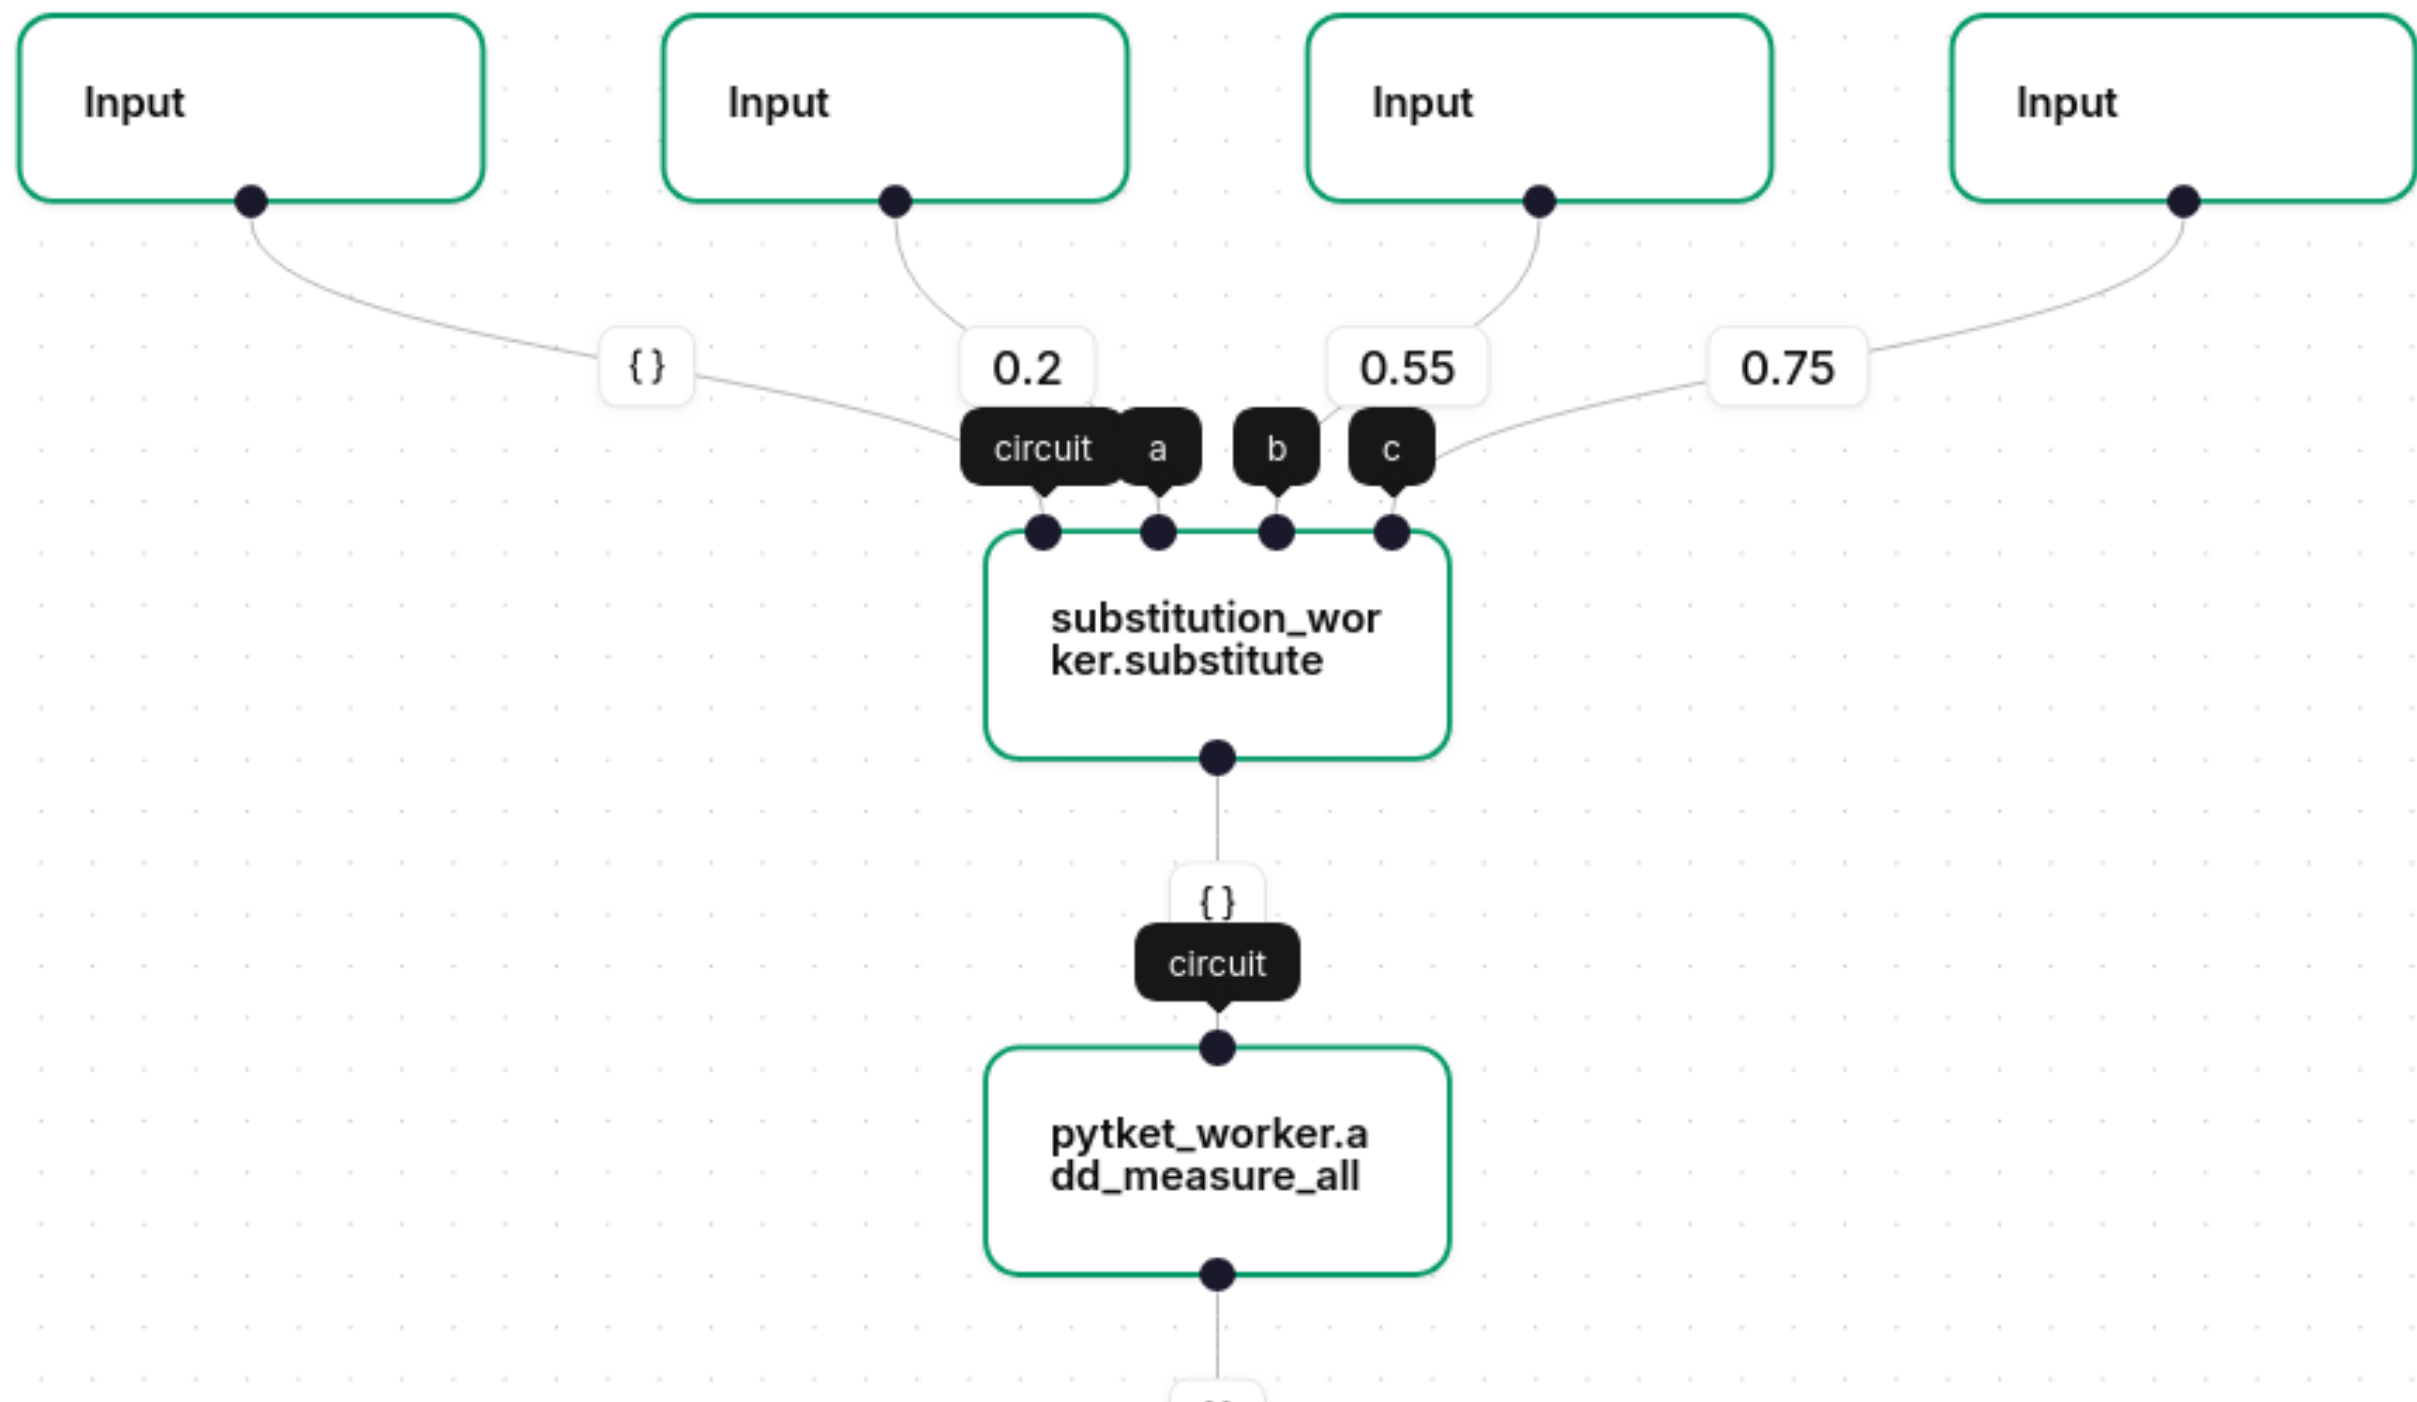 Input
Input
Input
Input
{}
0.2
0.55
0.75
circuit
a
b
c
substitution_wor
ker.substitute
{}
circuit
pytket_worker.a
dd_measure_all